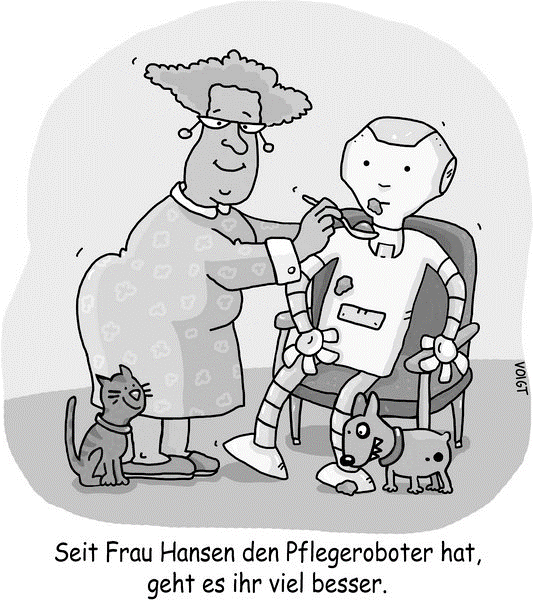 VOIGT
Seit Frau Hansen den Pflegeroboter hat,
geht es ihr viel besser.